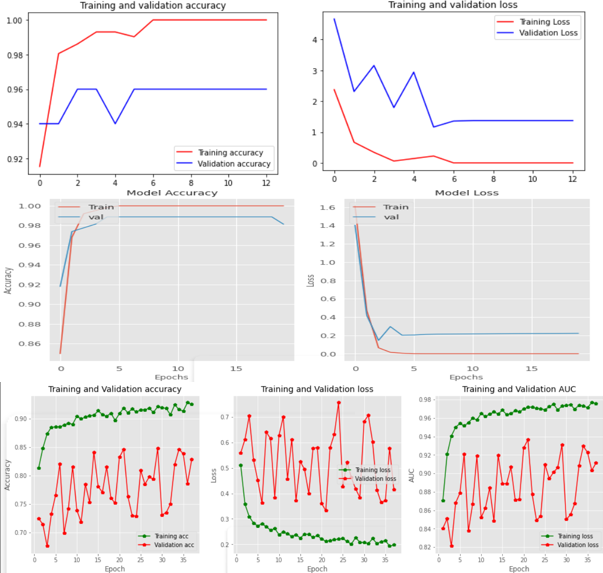 Training and validation accuracy
1.00
0.98
0.96
0.94
0.92
Training accuracy
Validation accuracy
0 2 4 6 8 10 12
Training and validation loss
4
3
2
1
0
Training Loss
Validation Loss
0 2 4 6 8 10 12
Model Accuracy
1.00
0.98
0.96
0.94
0.92
0.90
0.88
0.86
Accuracy
Train
val
0 5 10 15
Epochs
Model Loss
1.6
1.4
1.2
1.0
0.8
0.6
0.4
0.2
0.0
Loss
Train
val
0 5 10 15
Epochs
Training and Validation accuracy
0.90
0.85
0.80
0.75
0.70
Accuracy
Training acc
Validation acc
0 5 10 15 20 25 30 35
Epoch
Training and Validation loss
0.7
0.6
0.5
0.4
0.3
0.2
Loss
Training loss
Validation loss
0 5 10 15 20 25 30 35
Epoch
Training and Validation AUC
0.98
0.96
0.94
0.92
0.90
0.88
0.86
0.84
0.82
AUC
Training loss
Validation loss
0 5 10 15 20 25 30 35
Epoch